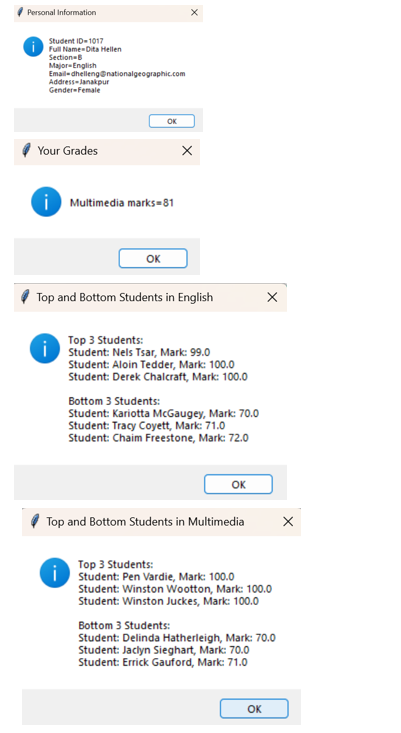 Personal Information
Student ID=1017
Full Name=Dita Hellen
Section=B
Major=English
Email=dhelleng@nationalgeographic.com
Address=Janakpur
Gender=Female
OK
Your Grades
Multimedia marks=81
OK
Top and Bottom Students in English
Top 3 Students:
Student: Nels Tsar, Mark: 99.0
Student: Aloin Tedder, Mark: 100.0
Student: Derek Chalcraft, Mark: 100.0
Bottom 3 Students:
Student: Kariotta McGaugey, Mark: 70.0
Student: Tracy Coyett, Mark: 71.0
Student: Chaim Freestone, Mark: 72.0
OK
Top and Bottom Students in Multimedia
Top 3 Students:
Student: Pen Vardie, Mark: 100.0
Student: Winston Wootton, Mark: 100.0
Student: Winston Juckes, Mark: 100.0
Bottom 3 Students:
Student: Delinda Hatherleigh, Mark: 70.0
Student: Jaclyn Sieghart, Mark: 70.0
Student: Errick Gauford, Mark: 71.0
OK